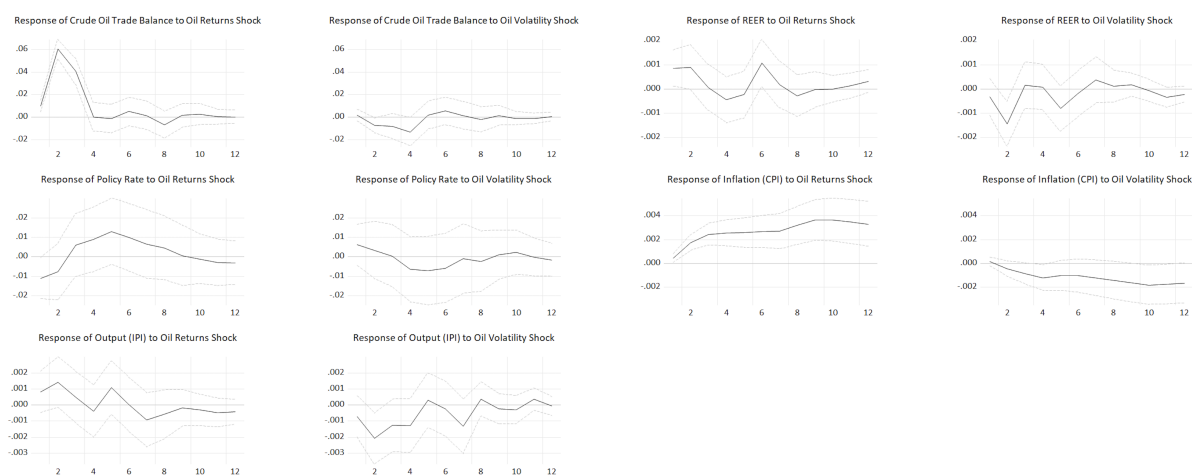 Response of Crude Oil Trade Balance to Oil Returns Shock
.06
.04
.02
.00
-.02
2 4 6 8 10 12
Response of Crude Oil Trade Balance to Oil Volatility Shock
.06
.04
.02
.00
-.02
2 4 6 8 10 12
Response of REER to Oil Returns Shock
.002
.001
.000
-.001
-.002
2 4 6 8 10 12
Response of REER to Oil Volatility Shock
.002
.001
.000
-.001
-.002
2 4 6 8 10 12
Response of Policy Rate to Oil Returns Shock
.02
.01
.00
-.01
-.02
2 4 6 8 10 12
Response of Policy Rate to Oil Volatility Shock
.02
.01
.00
-.01
-.02
2 4 6 8 10 12
Response of Inflation (CPI) to Oil Returns Shock
.004
.002
.000
-.002
2 4 6 8 10 12
Response of Inflation (CPI) to Oil Volatility Shock
.004
.002
.000
-.002
2 4 6 8 10 12
Response of Output (IPI) to Oil Returns Shock
.002
.001
.000
-.001
-.002
-.003
2 4 6 8 10 12
Response of Output (IPI) to Oil Volatility Shock
.002
.001
.000
-.001
-.002
-.003
2 4 6 8 10 12